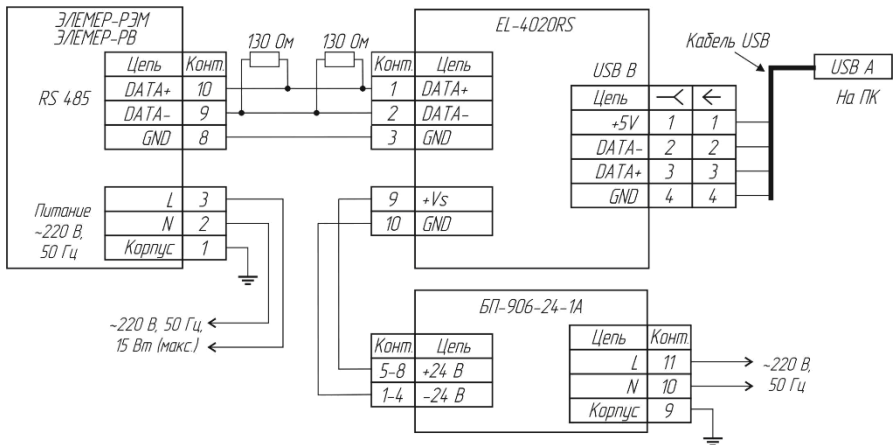 ЭЛЕМЕР-РЭМ
ЭЛЕМЕР-РВ
RS 485
Цепь Конт.
DATA+ 10
DATA- 9
GND 8
Питание
~220 В,
50 Гц
L 3
N 2
Корпус 1
~220 В, 50 Гц,
15 Вт (макс.)
130 Ом 130 Ом
EL-4020RS
Конт. Цепь
1 DATA+
2 DATA-
3 GND
9 +Vs
10 GND
USB B
Цепь
+5V 1 1
DATA- 2 2
DATA+ 3 3
GND 4 4
Кабель USB
USB A
На ПК
БП-906-24-1А
Конт. Цепь
5-8 +24 В
1-4 -24 В
Цепь Конт.
L 11
N 10
Корпус 9
~220 В,
50 Гц